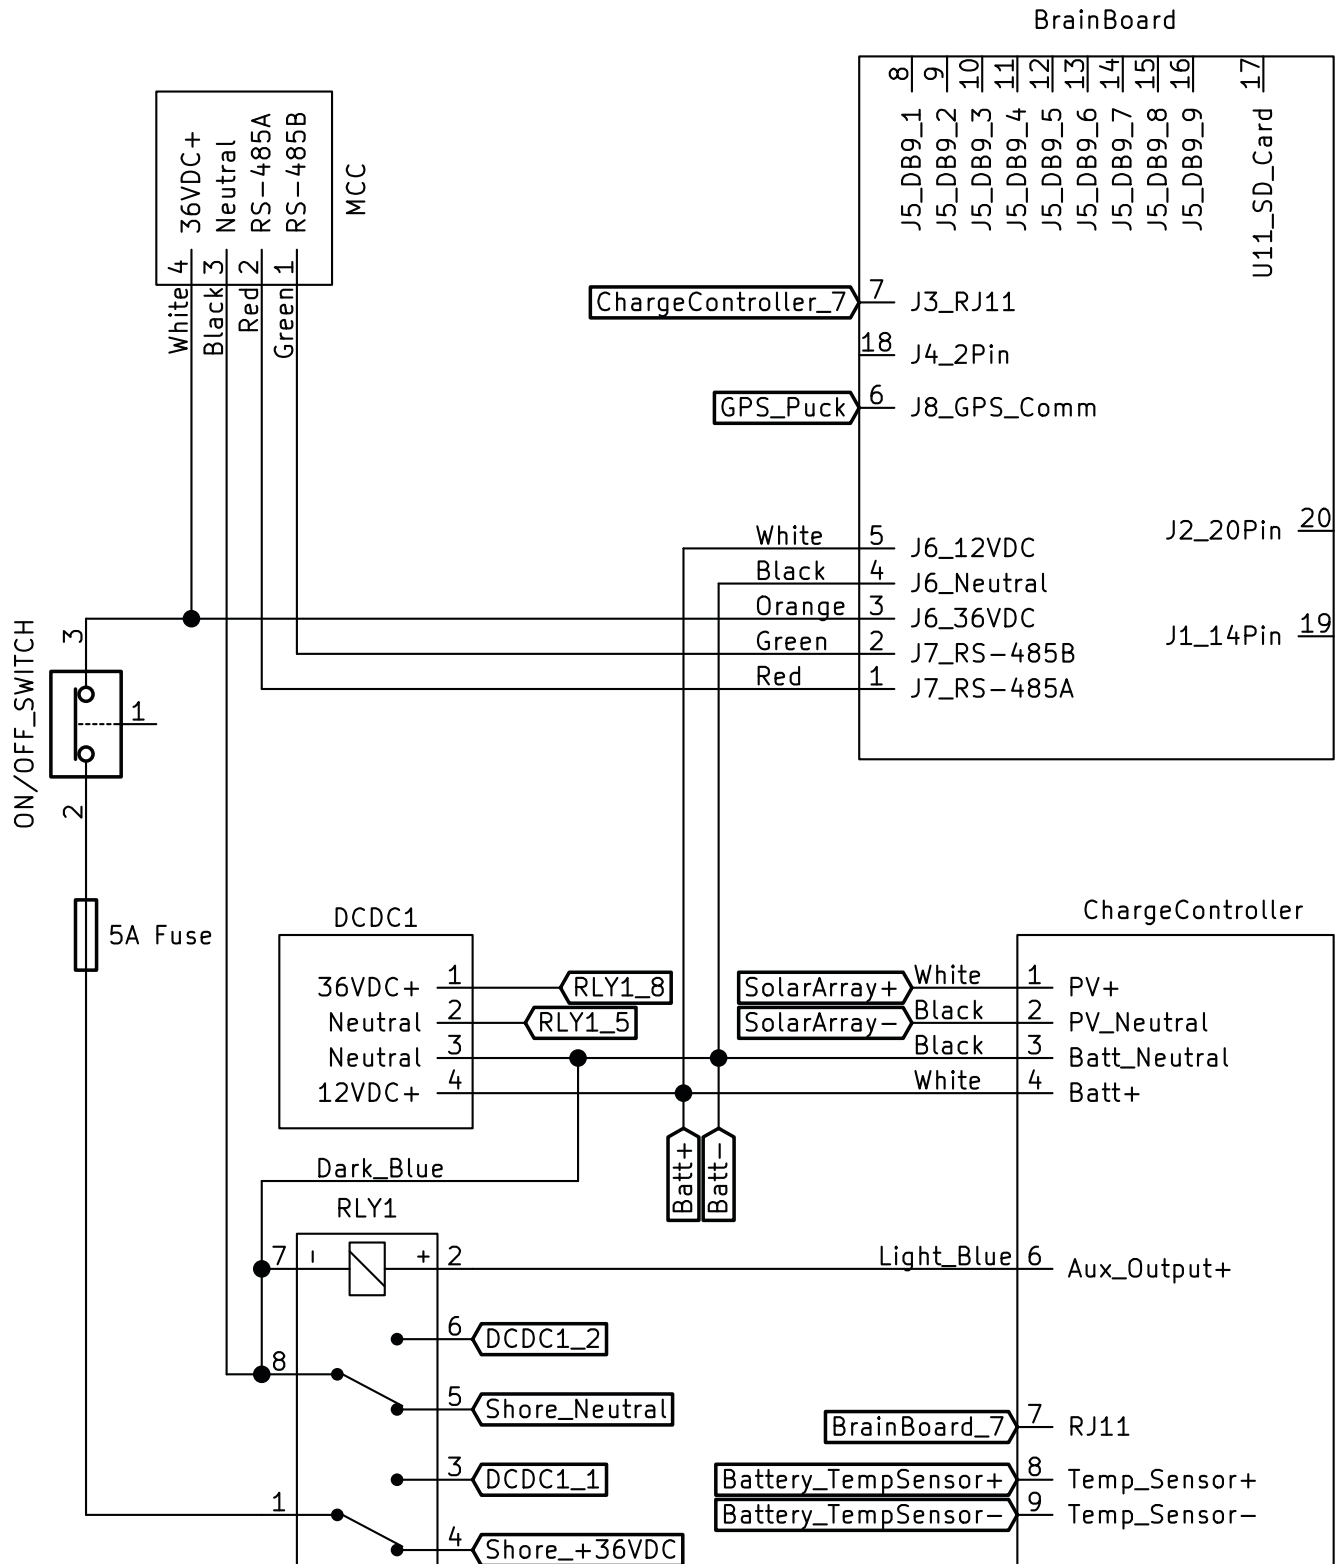 BrainBoard
8
9
10
11
12
13
14
15
16
17
J5_DB9_1
J5_DB9_2
J5_DB9_3
J5_DB9_4
J5_DB9_5
J5_DB9_6
J5_DB9_7
J5_DB9_8
J5_DB9_9
U11_SD_Card
36VDC+
Neutral
RS-485A
RS-485B
MCC
4
3
2
1
White
Black
Red
Green
ChargeController_7
7
J3_RJ11
18
J4_2Pin
GPS_Puck
6
J8_GPS_Comm
White 5 J6_12VDC
Black 4 J6_Neutral
Orange 3 J6_36VDC
Green 2 J7_RS-485B
Red 1 J7_RS-485A
J2_20Pin 20
J1_14Pin 19
ON/OFF_SWITCH
3
1
2
5A Fuse
DCDC1
36VDC+ 1 RLY1_8
Neutral 2 RLY1_5
Neutral 3
12VDC+ 4
ChargeController
SolarArray+ White 1 PV+
SolarArray- Black 2 PV_Neutral
Black 3 Batt_Neutral
White 4 Batt+
Batt+
Batt-
Dark_Blue
RLY1
7 - + 2
Light_Blue 6 Aux_Output+
6 DCDC1_2
8
5 Shore_Neutral
3 DCDC1_1
1
4 Shore_+36VDC
BrainBoard_7 7 RJ11
Battery_TempSensor+ 8 Temp_Sensor+
Battery_TempSensor- 9 Temp_Sensor-